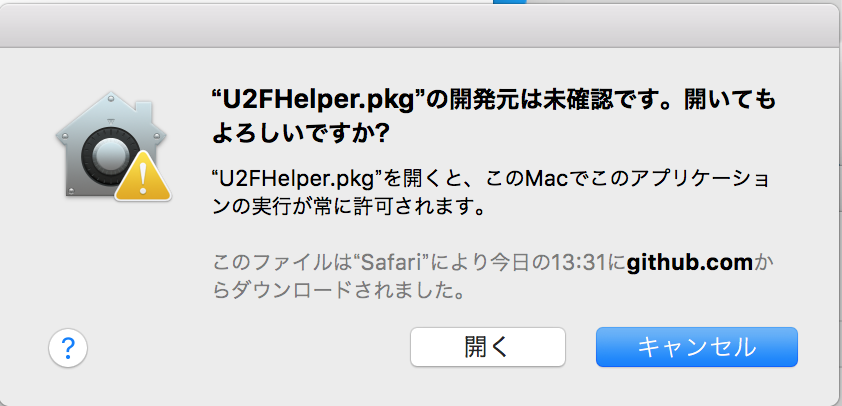 “U2FHelper.pkg”の開発元は未確認です。開いても
よろしいですか?
“U2FHelper.pkg”を開くと、このMacでこのアプリケーショ
ンの実行が常に許可されます。
このファイルは“Safari”により今日の13:31にgithub.comか
らダウンロードされました。
?
開く
キャンセル